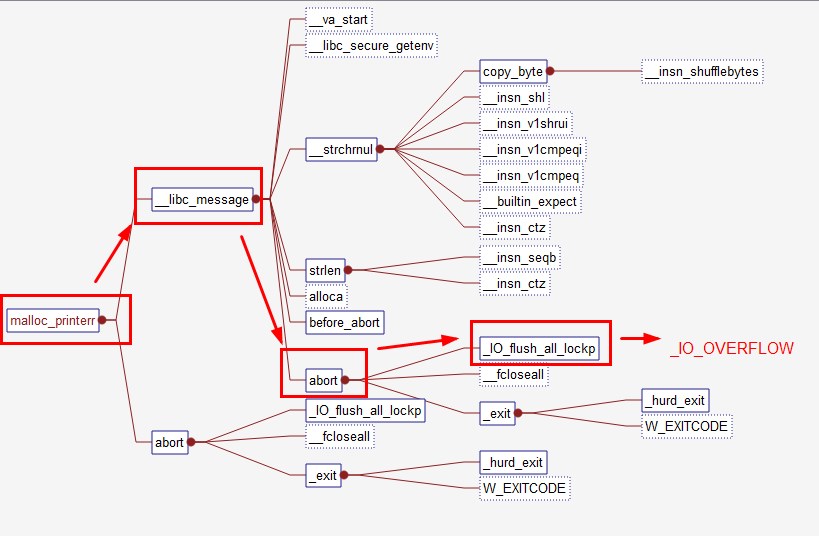 __va_start
__libc_secure_getenv
copy_byte
__insn_shufflebytes
__insn_shl
__insn_v1shrui
__strchrnul
__insn_v1cmpeqi
__insn_v1cmpeq
__libc_message
__builtin_expect
__insn_ctz
__insn_seqb
strlen
__insn_ctz
alloca
malloc_printerr
before_abort
_IO_flush_all_lockp
_IO_OVERFLOW
abort
__fcloseall
_hurd_exit
_IO_flush_all_lockp
_exit
W_EXITCODE
abort
__fcloseall
_hurd_exit
_exit
W_EXITCODE